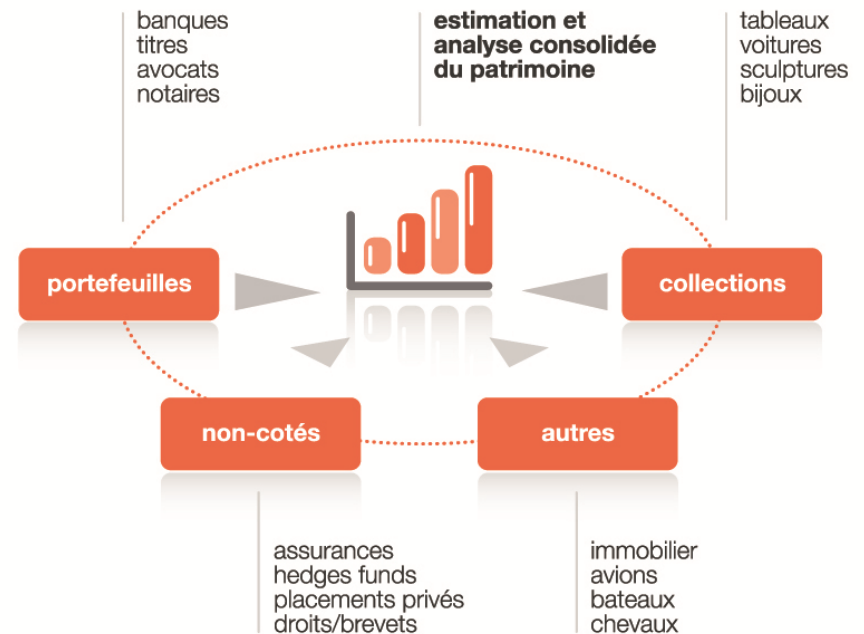 banques
titres
avocats
notaires
estimation et
analyse consolidée
du patrimoine
tableaux
voitures
sculptures
bijoux
portefeuilles
collections
non-cotés
autres
assurances
hedges funds
placements privés
droits/brevets
immobilier
avions
bateaux
chevaux